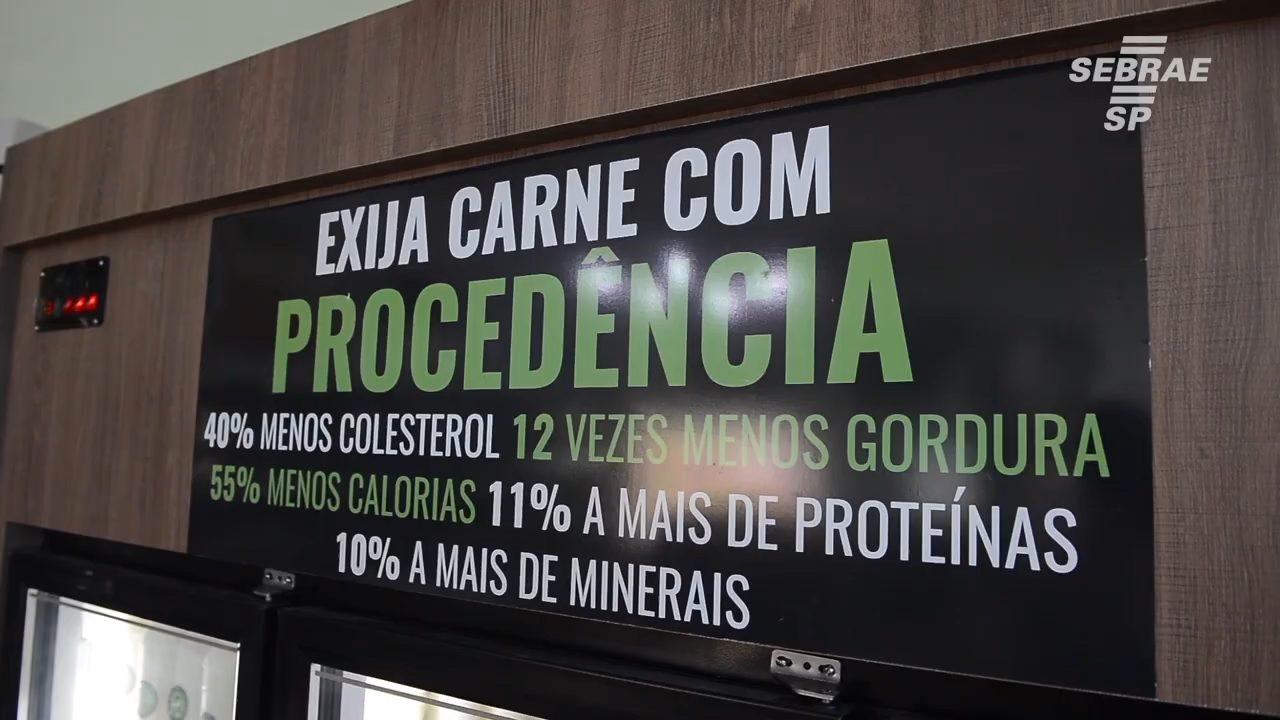 SEBRAE
SP
EXIJA CARNE COM
PROCEDÊNCIA
40% MENOS COLESTEROL 12 VEZES MENOS GORDURA
55% MENOS CALORIAS 11% A MAIS DE PROTEÍNAS
10% A MAIS DE MINERAIS